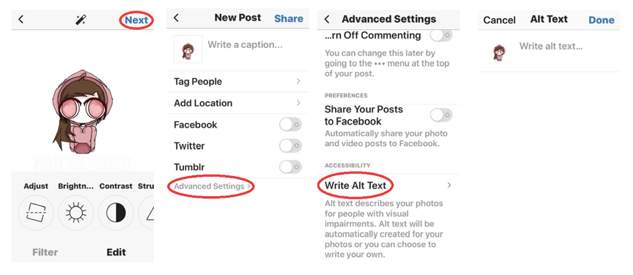 Next
Adjust
Brightn...
Contrast
Stru
Filter
Edit
New Post
Share
Write a caption...
Tag People
Add Location
Facebook
Twitter
Tumblr
Advanced Settings
Advanced Settings
...rn Off Commenting
You can change this later by
going to the ••• menu at the top
of your post.
PREFERENCES
Share Your Posts
to Facebook
Automatically share your photo
and video posts to Facebook.
ACCESSIBILITY
Write Alt Text
Alt text describes your photos
for people with visual
impairments. Alt text will be
automatically created for your
photos or you can choose to
write your own.
Cancel
Alt Text
Done
Write alt text...